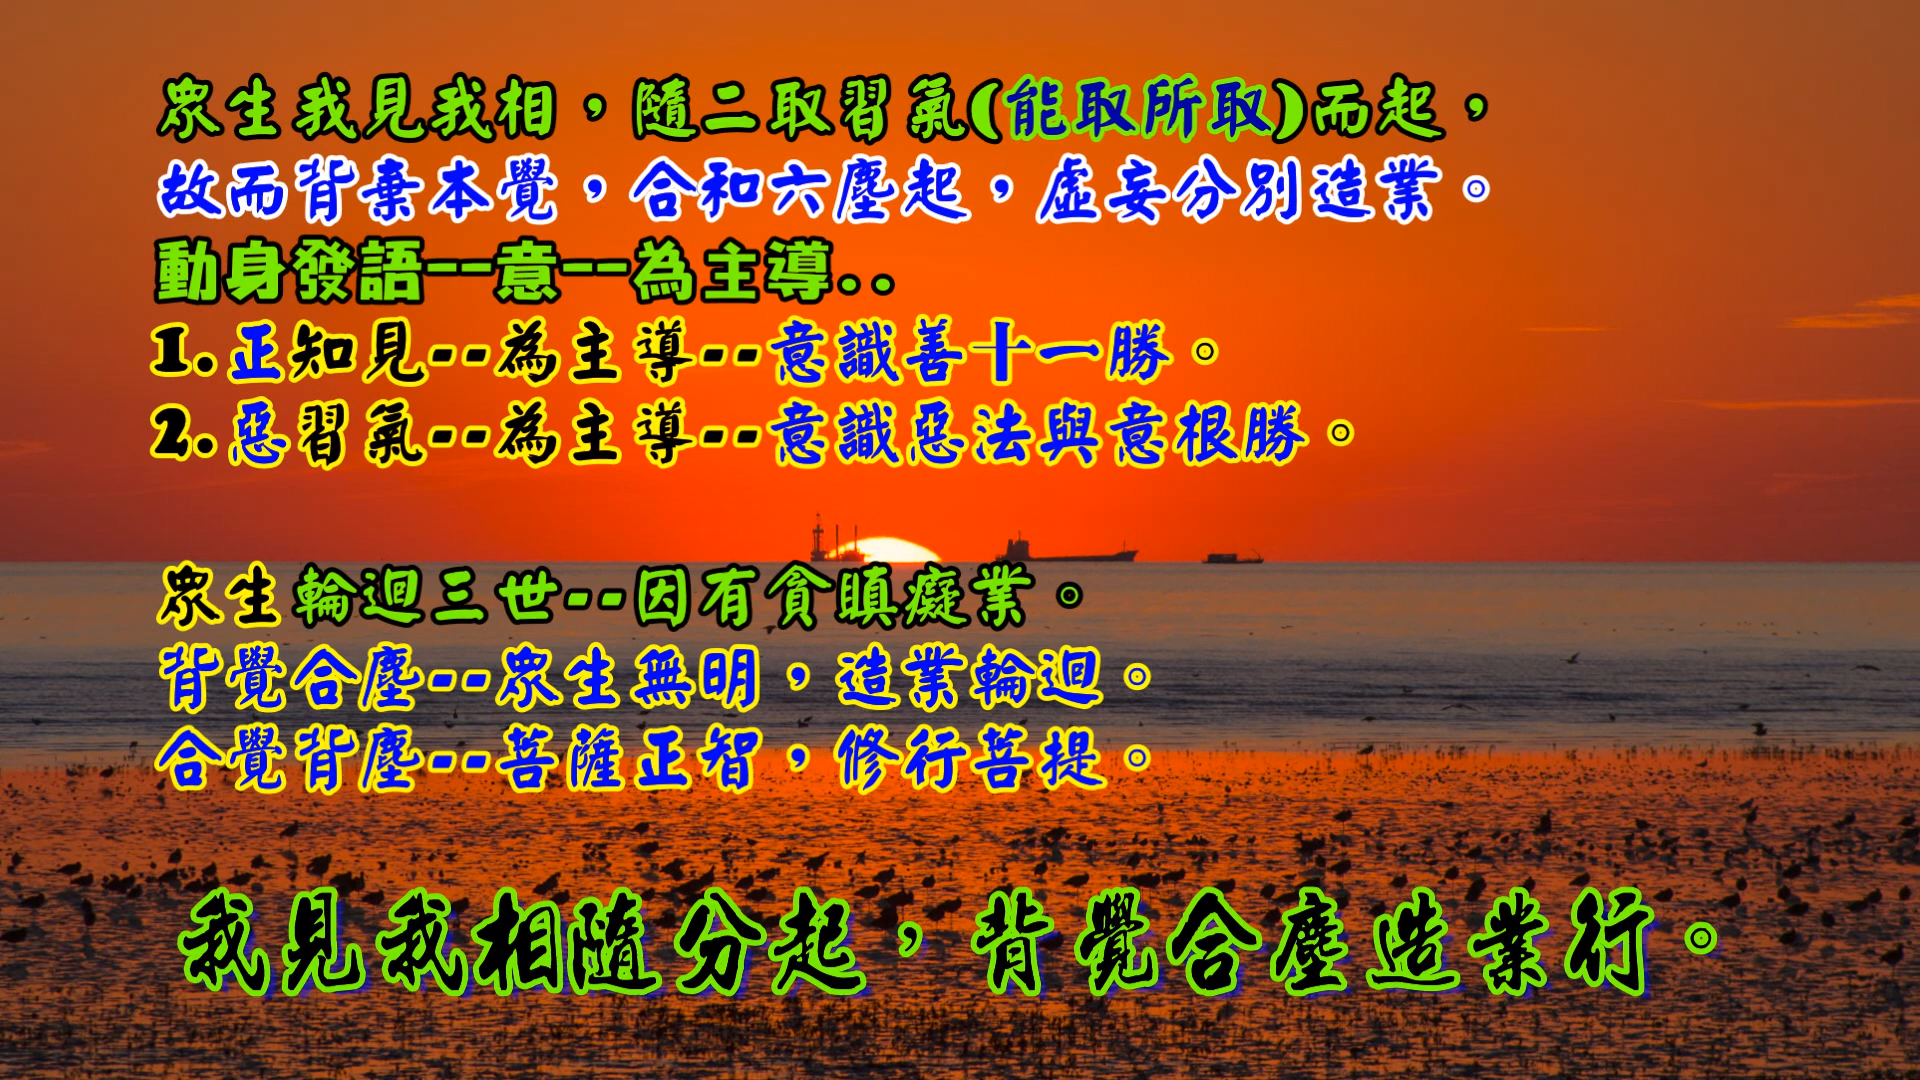 眾生我見我相，隨二取習氣(能取所取)而起，
故而背棄本覺，合和六塵起，虛妄分別造業。
動身發語--意--為主導..
1.正知見--為主導--意識善十一勝。
2.惡習氣--為主導--意識惡法與意根勝。
眾生輪迴三世--因有貪瞋癡業。
背覺合塵--眾生無明，造業輪迴。
合覺背塵--菩薩正智，修行菩提。
我見我相隨分起，背覺合塵造業行。